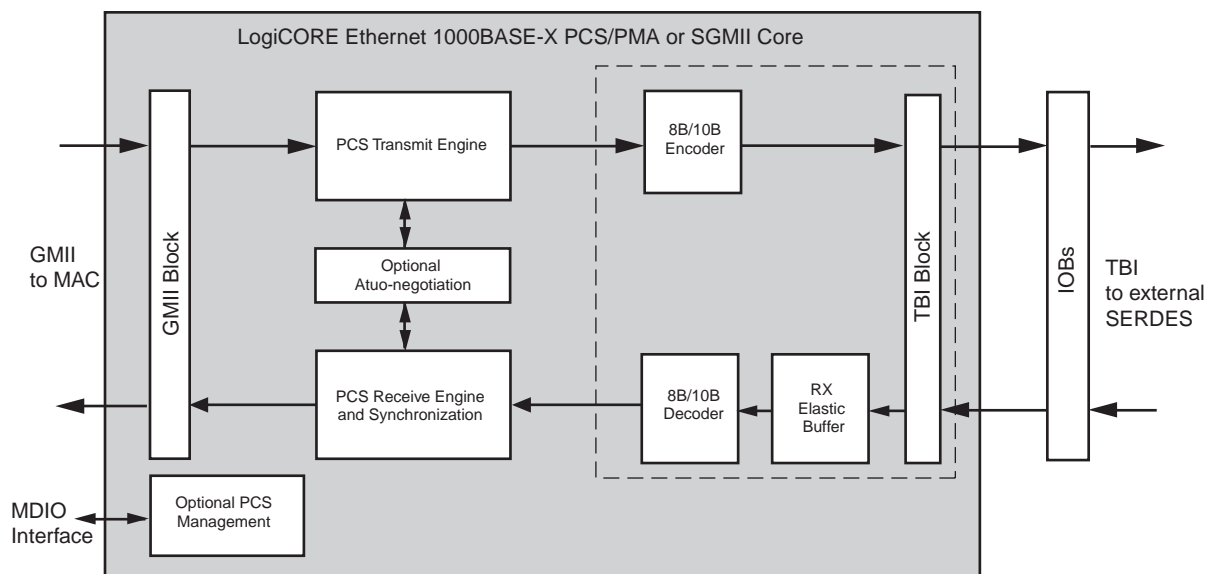 LogiCORE Ethernet 1000BASE-X PCS/PMA or SGMII Core
GMII
to MAC
GMII Block
PCS Transmit Engine
8B/10B
Encoder
Optional
Atuo-negotiation
TBI Block
IOBs
TBI
to external
SERDES
PCS Receive Engine
and Synchronization
8B/10B
Decoder
RX
Elastic
Buffer
MDIO
Interface
Optional PCS
Management